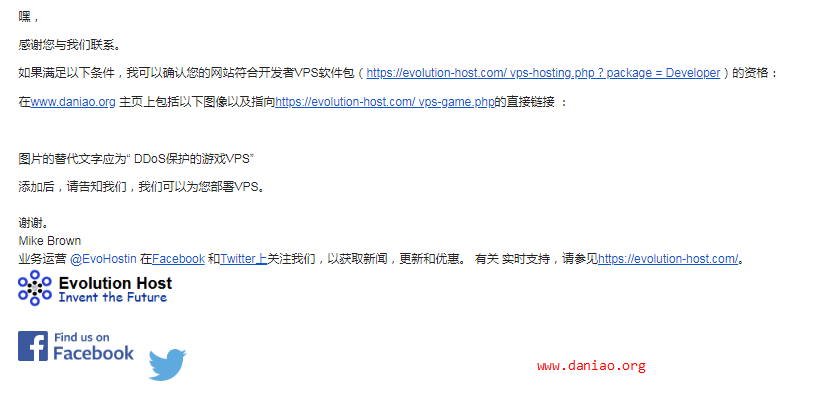 嘿，
感谢您与我们联系。
如果满足以下条件，我可以确认您的网站符合开发者VPS软件包（https://evolution-host.com/ vps-hosting.php？package = Developer）的资格：
在www.daniao.org 主页上包括以下图像以及指向https://evolution-host.com/ vps-game.php的直接链接 ：
图片的替代文字应为“ DDoS保护的游戏VPS”
添加后，请告知我们，我们可以为您部署VPS。
谢谢。
Mike Brown
业务运营 @EvoHostin 在Facebook 和Twitter上关注我们，以获取新闻，更新和优惠。 有关 实时支持，请参见https://evolution-host.com/。
Evolution Host
Invent the Future
Find us on
Facebook
www.daniao.org